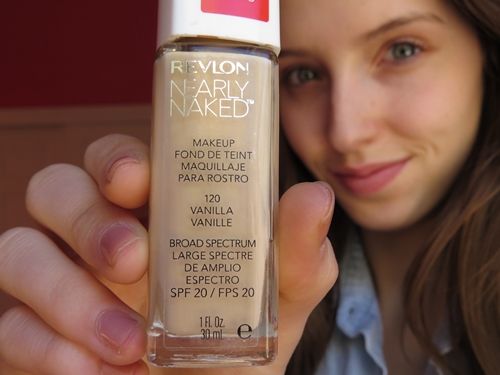 REVLON
NEARLY
NAKED™
MAKEUP
FOND DE TEINT
MAQUILLAJE
PARA ROSTRO
120
VANILLA
VANILLE
BROAD SPECTRUM
LARGE SPECTRE
DE AMPLIO
ESPECTRO
SPF 20 / FPS 20
1 Fl. Oz.
30 ml ℮